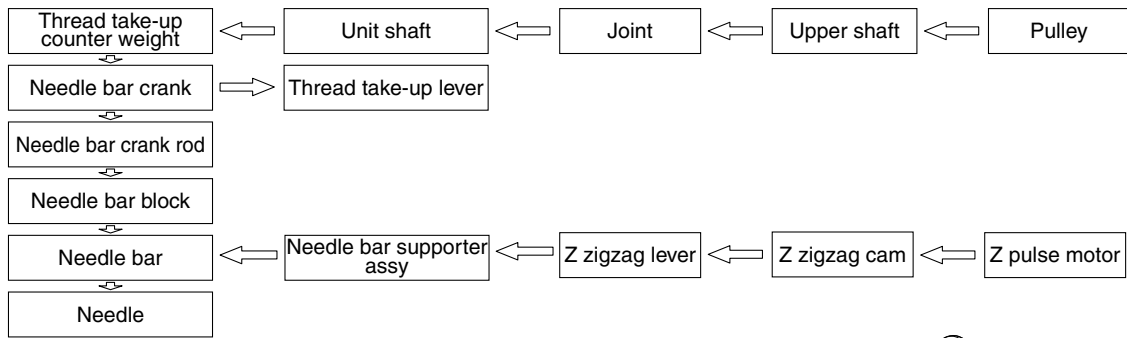 Thread take-up
counter weight
Unit shaft
Joint
Upper shaft
Pulley
Needle bar crank
Thread take-up lever
Needle bar crank rod
Needle bar block
Needle bar
Needle bar supporter
assy
Z zigzag lever
Z zigzag cam
Z pulse motor
Needle